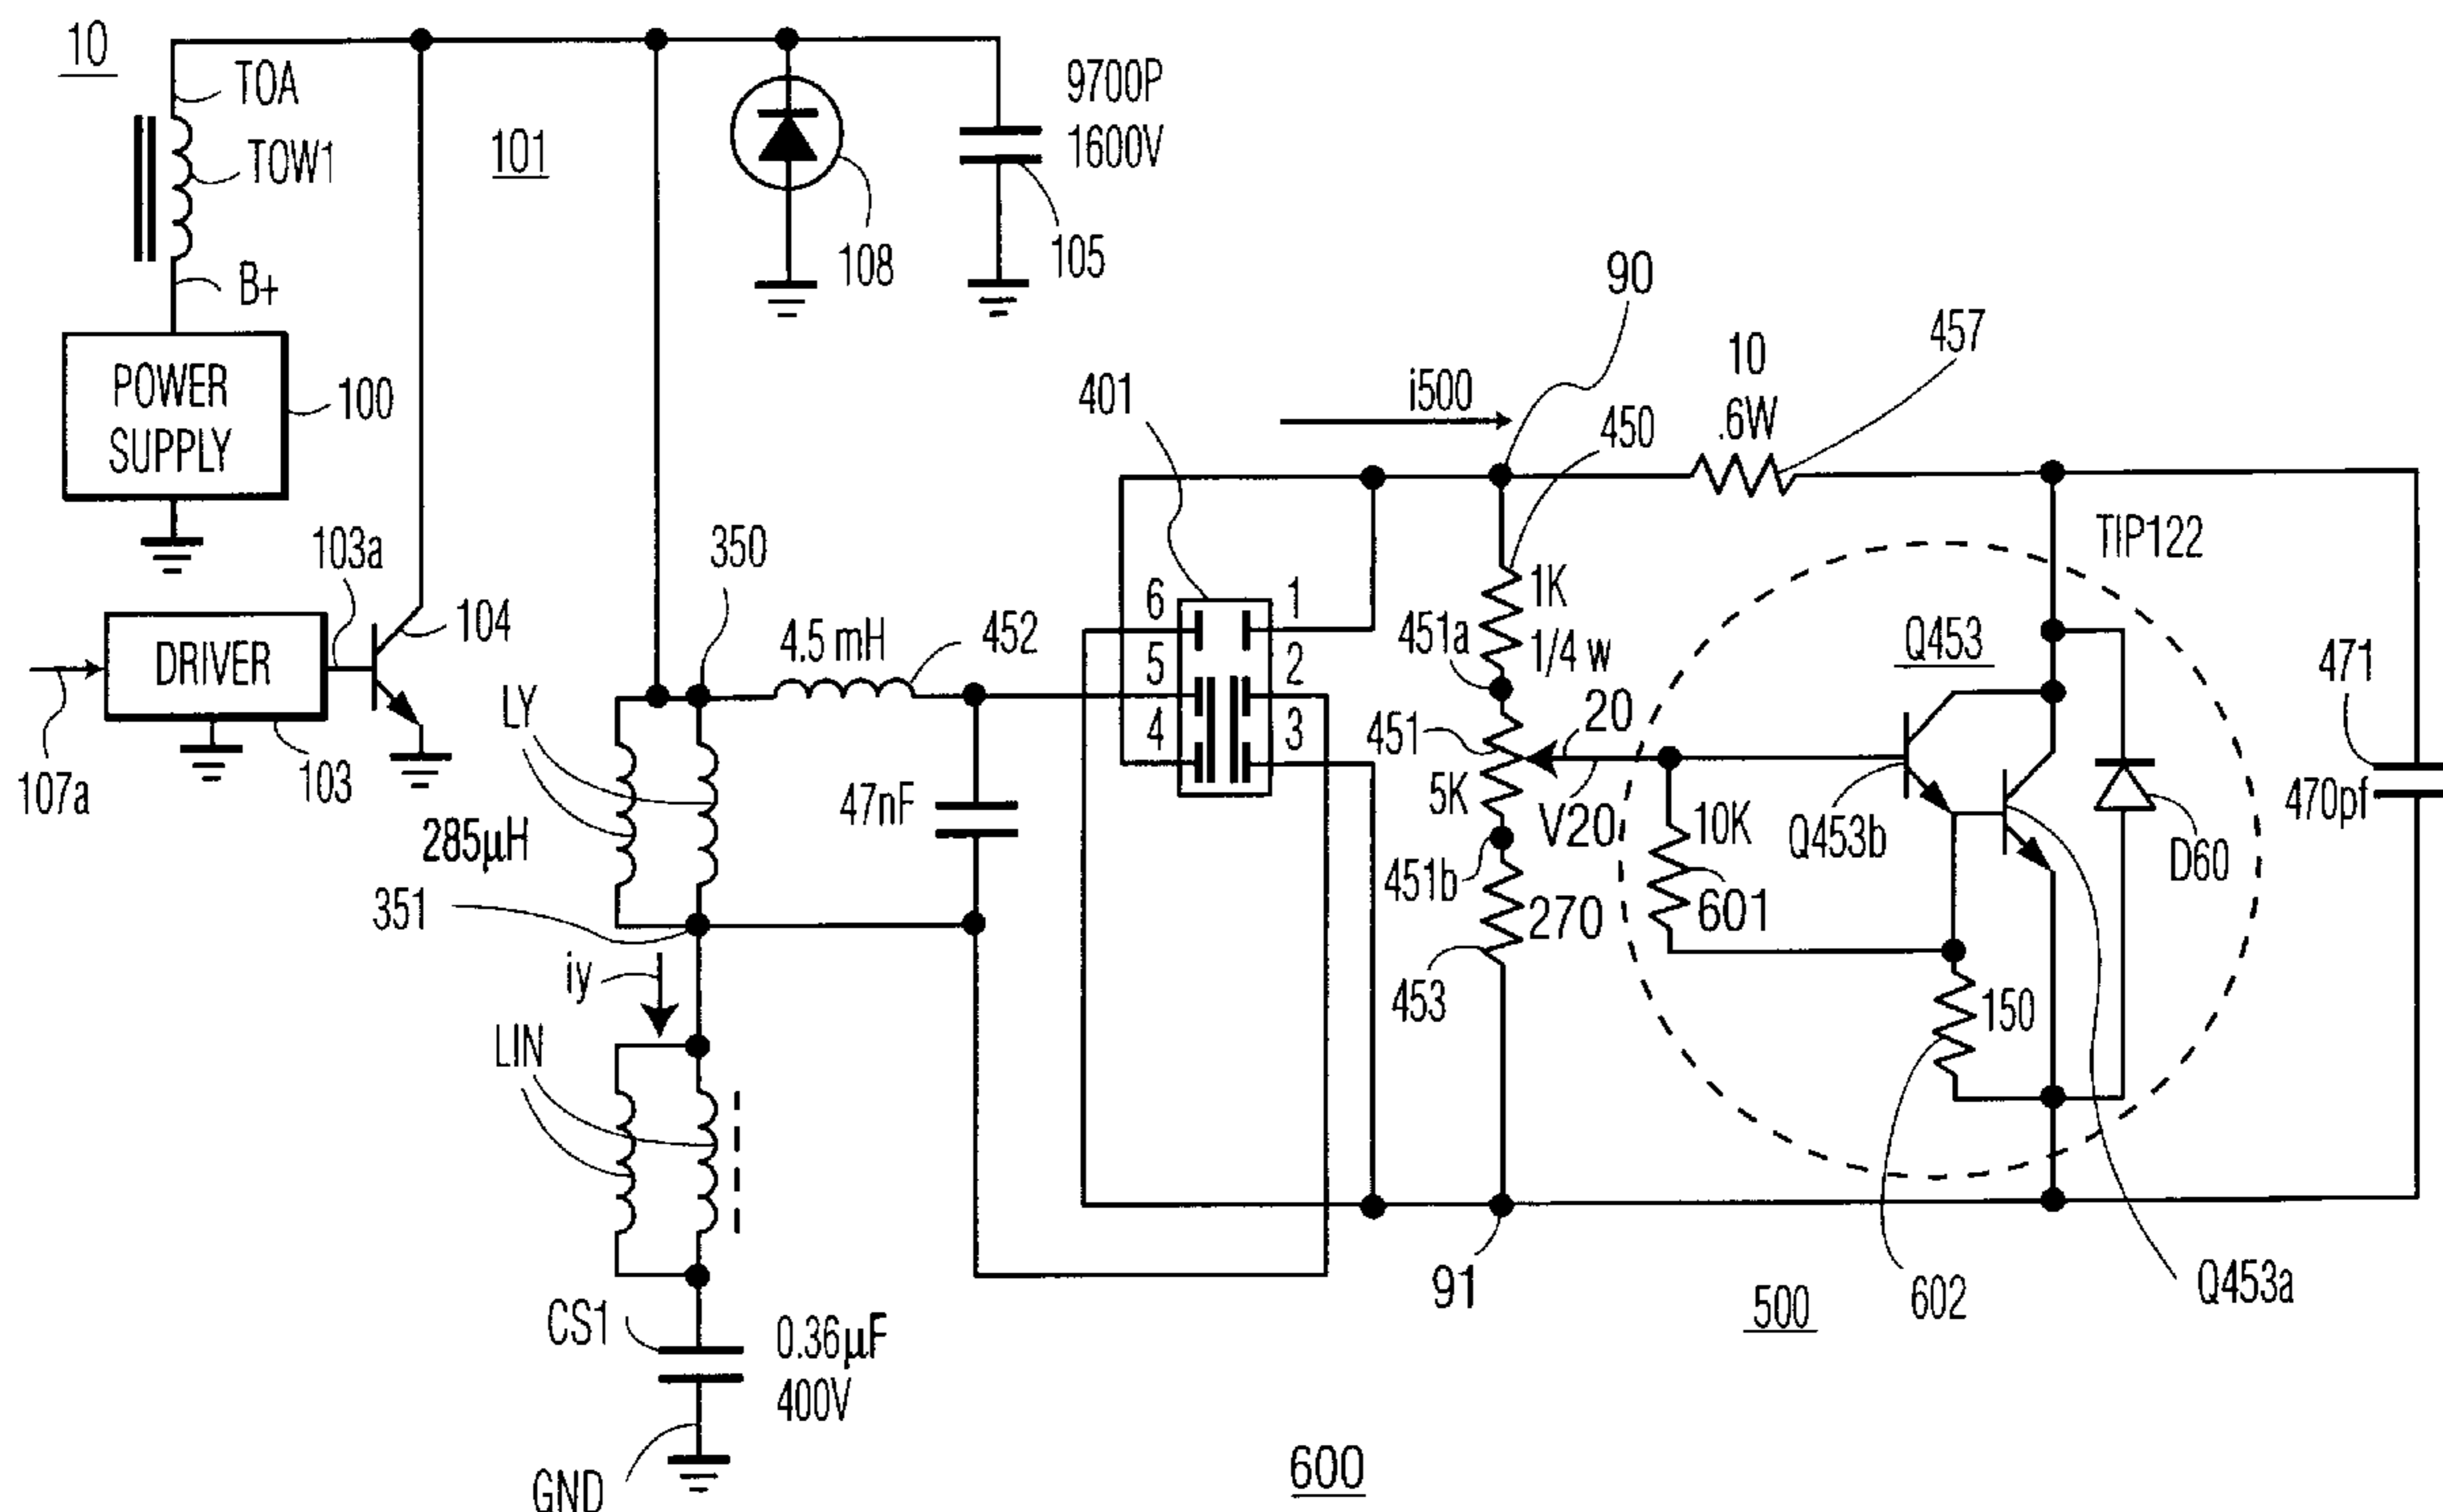 10
TOA
TOW1
B+
POWER
SUPPLY
100
101
108
9700P
1600V
105
103a
DRIVER
104
107a
103
350
LY
285µH
351
iy
LIN
CS1
0.36µF
400V
GND
4.5 mH
452
47nF
401
6
5
4
1
2
3
i500
90
450
1K
1/4 w
451a
451
5K
451b
270
453
91
20
V20
10
.6W
457
TIP122
Q453
Q453b
10K
601
150
602
D60
Q453a
471
470pf
500
600